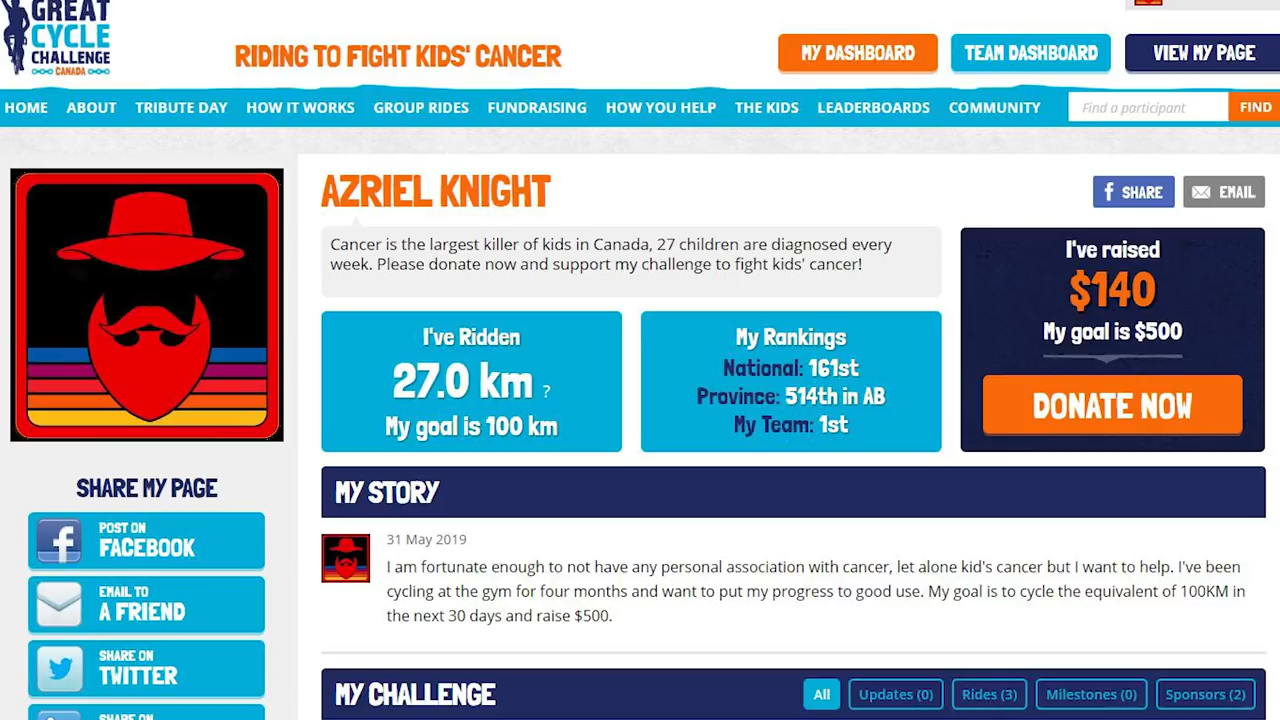 GREAT
CYCLE
CHALLENGE
CANADA
RIDING TO FIGHT KIDS' CANCER
MY DASHBOARD
TEAM DASHBOARD
VIEW MY PAGE
HOME ABOUT TRIBUTE DAY HOW IT WORKS GROUP RIDES FUNDRAISING HOW YOU HELP THE KIDS LEADERBOARDS COMMUNITY Find a participant FIND
AZRIEL KNIGHT
SHARE
EMAIL
Cancer is the largest killer of kids in Canada, 27 children are diagnosed every
week. Please donate now and support my challenge to fight kids' cancer!
I've Ridden
27.0 km ?
My goal is 100 km
My Rankings
National: 161st
Province: 514th in AB
My Team: 1st
I've raised
$140
My goal is $500
DONATE NOW
SHARE MY PAGE
POST ON
FACEBOOK
EMAIL TO
A FRIEND
SHARE ON
TWITTER
SHARE ON
MY STORY
31 May 2019
I am fortunate enough to not have any personal association with cancer, let alone kid's cancer but I want to help. I've been
cycling at the gym for four months and want to put my progress to good use. My goal is to cycle the equivalent of 100KM in
the next 30 days and raise $500.
MY CHALLENGE
All
Updates (0)
Rides (3)
Milestones (0)
Sponsors (2)